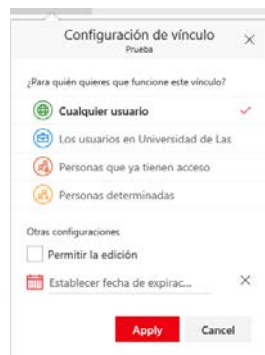 Configuración de vínculo
Prueba
¿Para quién quieres que funcione este vínculo?
Cualquier usuario
Los usuarios en Universidad de Las
Personas que ya tienen acceso
Personas determinadas
Otras configuraciones
Permitir la edición
Establecer fecha de expirac...
Apply Cancel